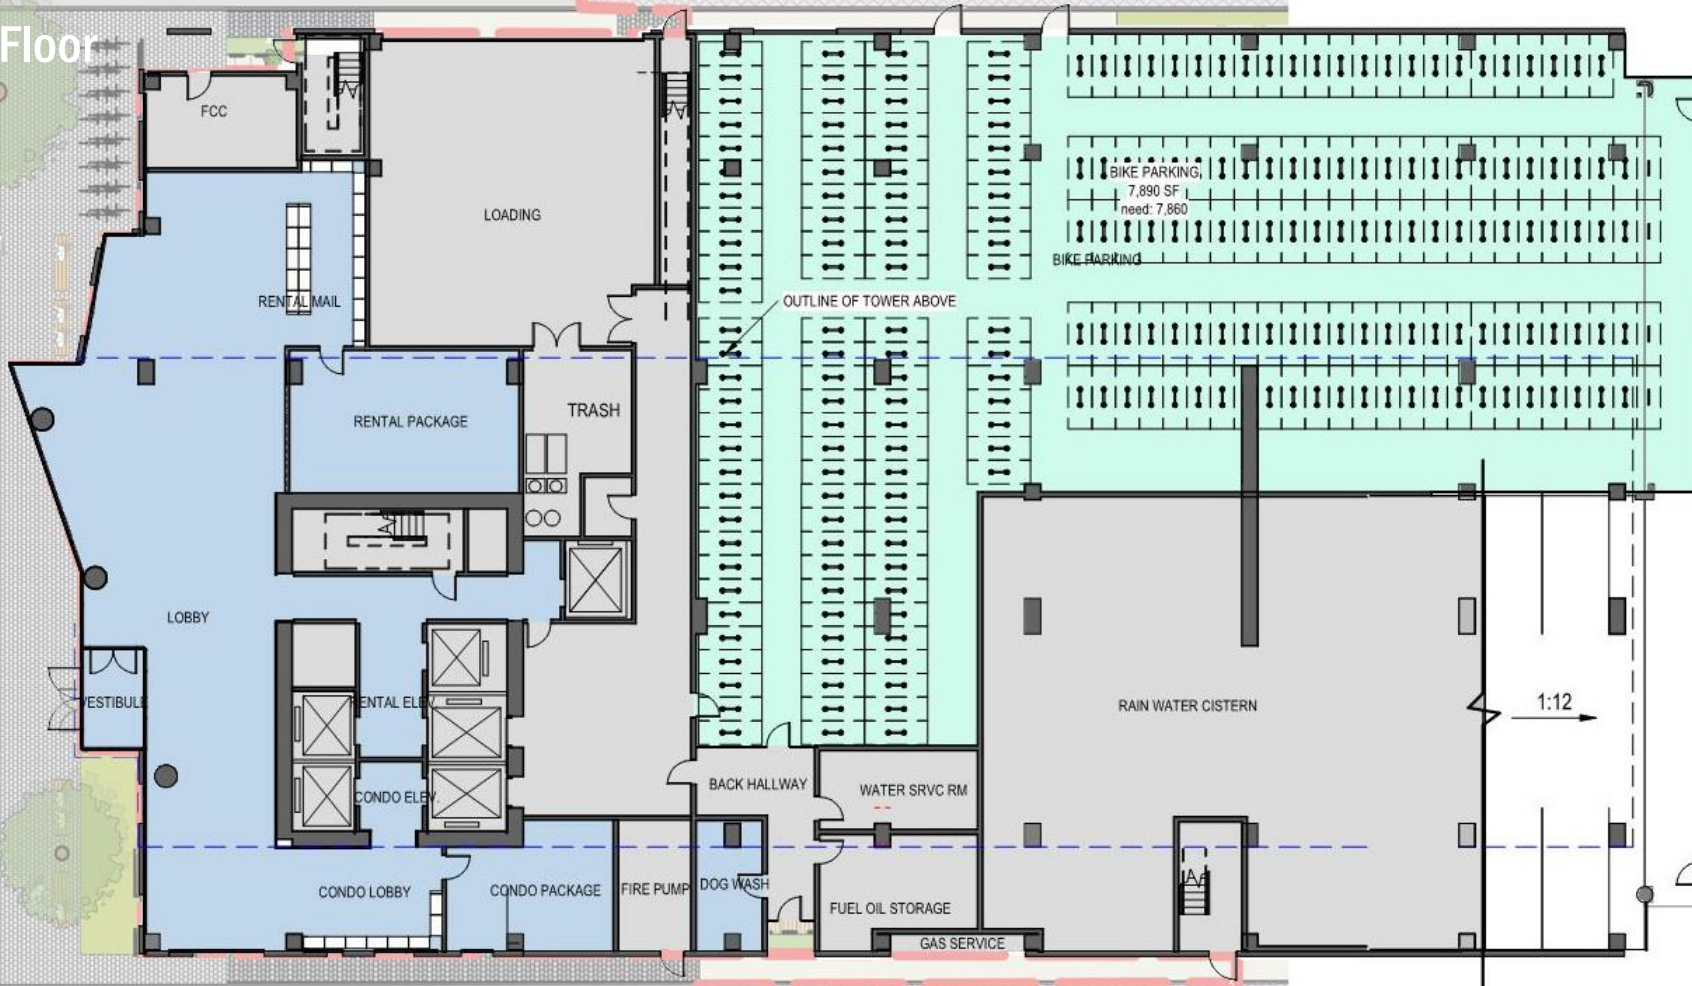 Floor
FCC
LOADING
BIKE PARKING
7,890 SF
need: 7,860
BIKE PARKING
RENTAL MAIL
OUTLINE OF TOWER ABOVE
RENTAL PACKAGE
TRASH
LOBBY
VESTIBULE
RENTAL ELEV.
RAIN WATER CISTERN
1:12
CONDO ELEV.
BACK HALLWAY
WATER SRVC RM
CONDO LOBBY
CONDO PACKAGE
FIRE PUMP
DOG WASH
FUEL OIL STORAGE
GAS SERVICE